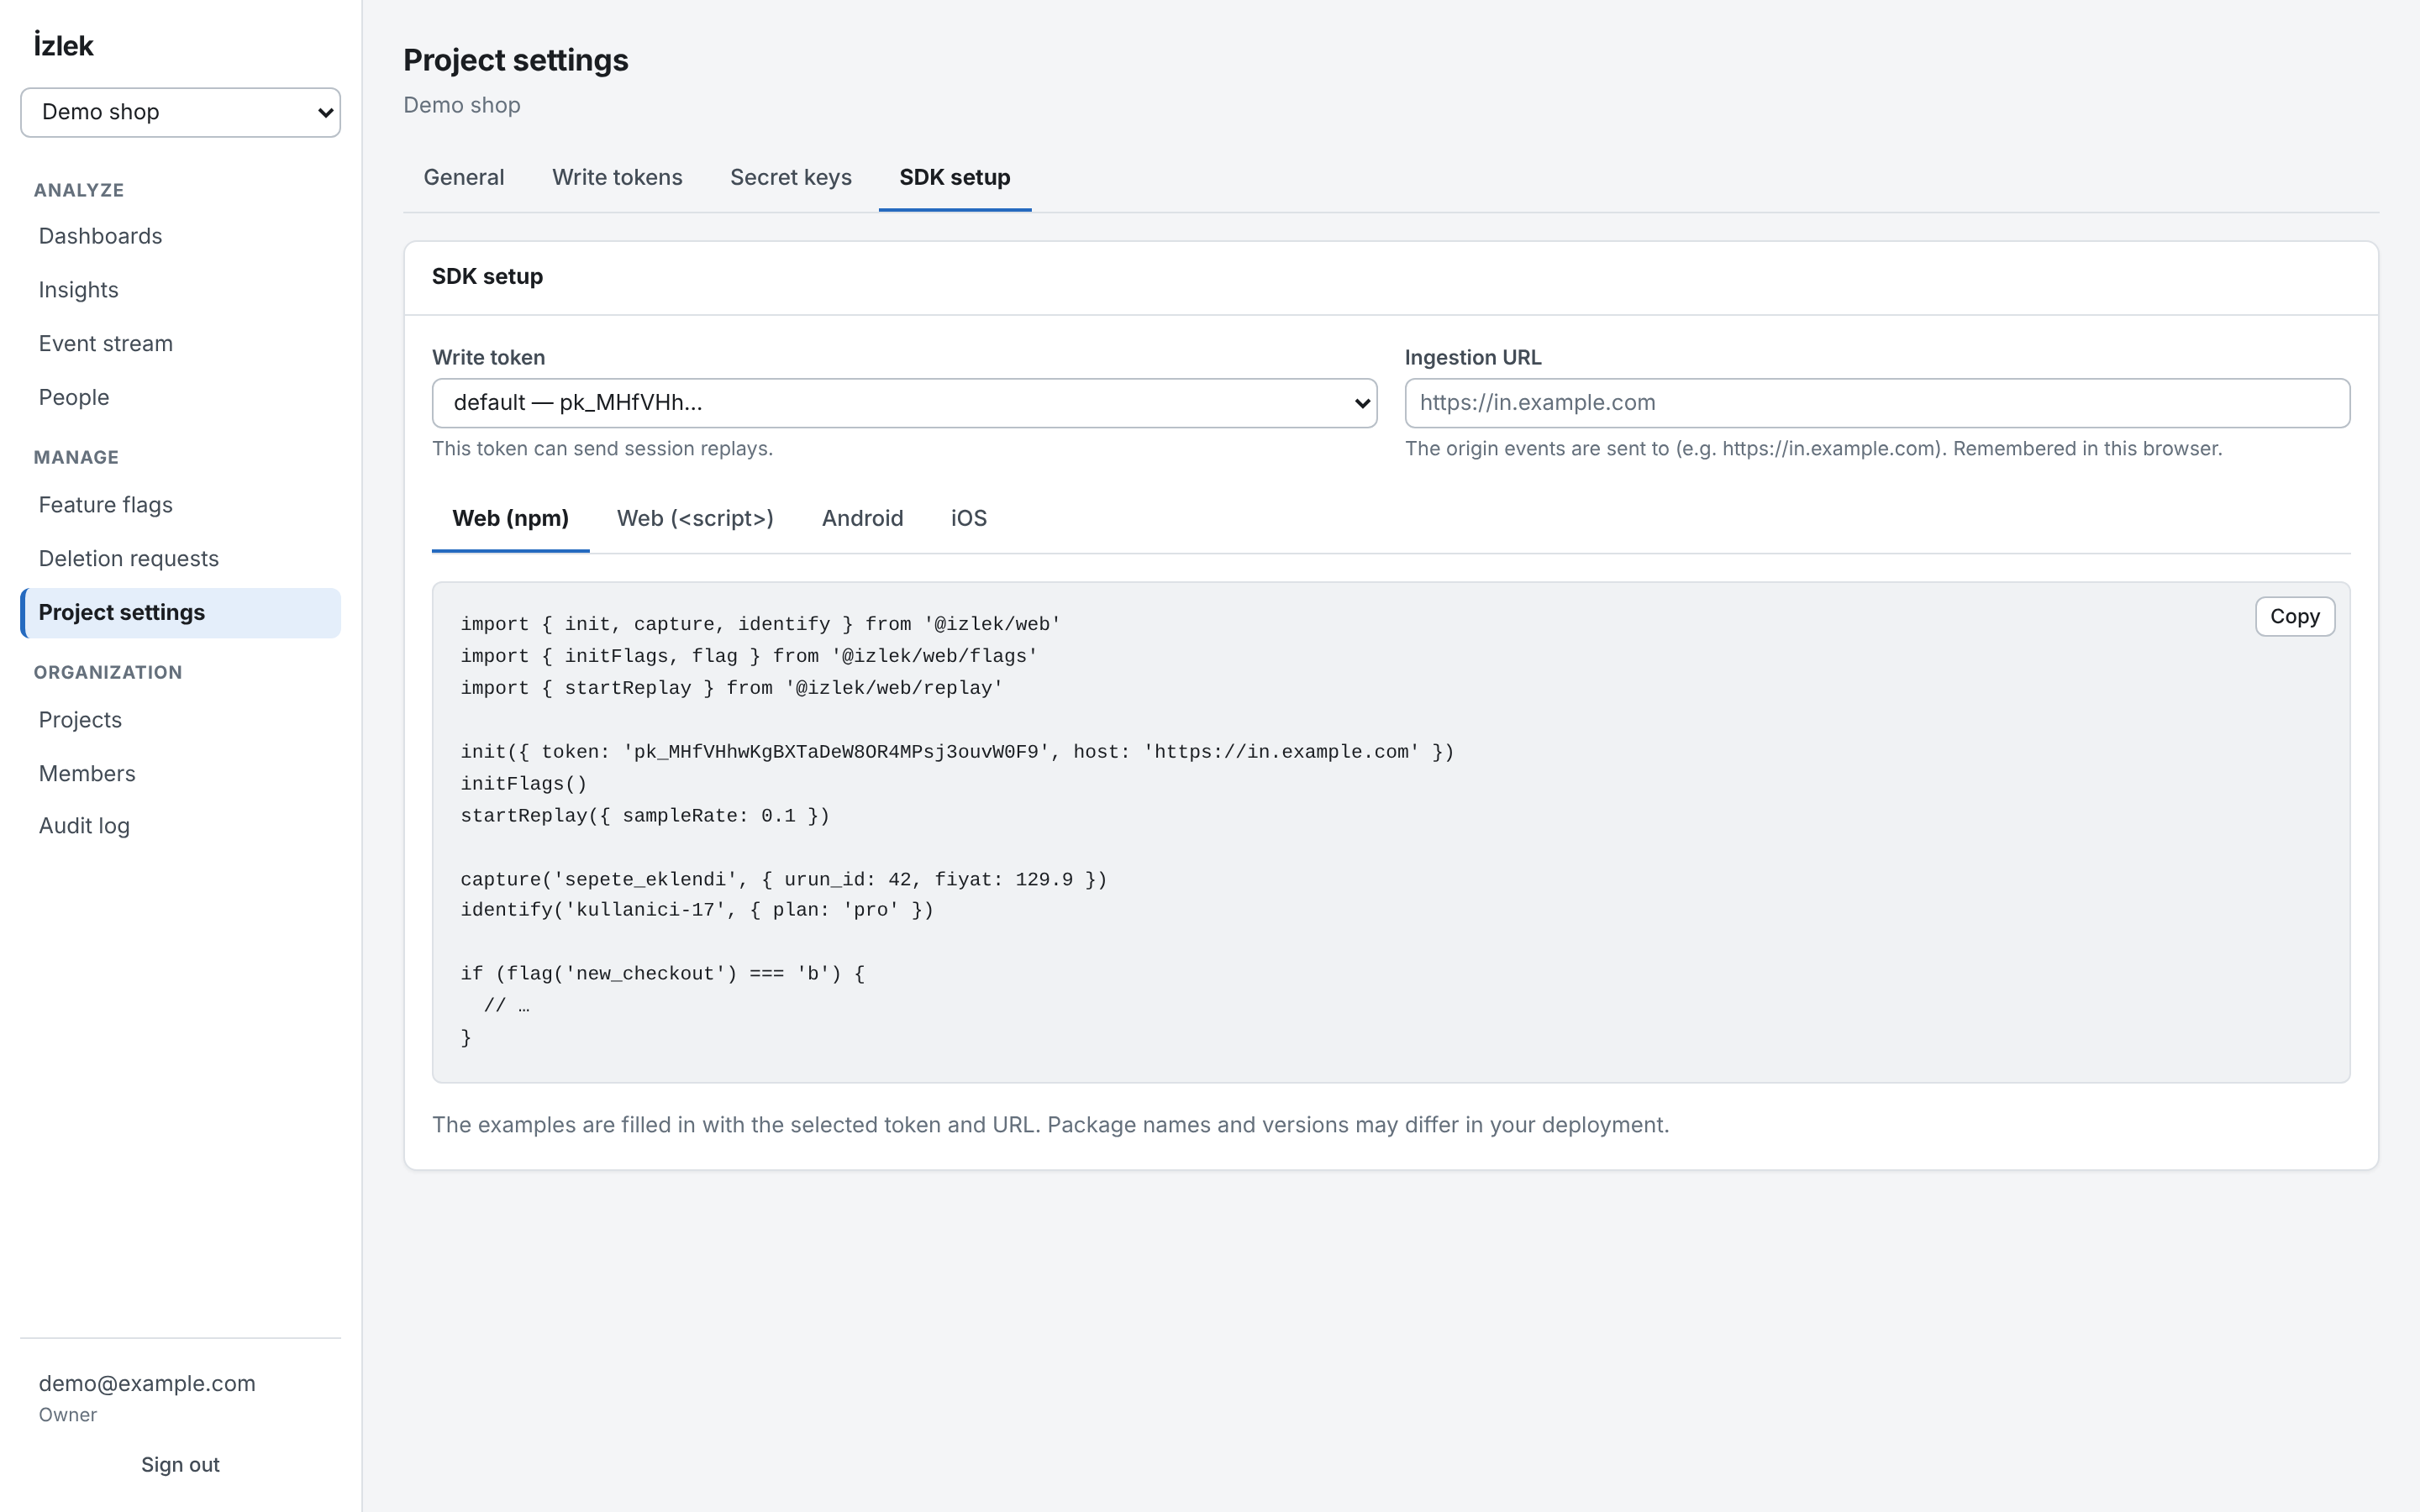 İzlek
Demo shop
ANALYZE
Dashboards
Insights
Event stream
People
MANAGE
Feature flags
Deletion requests
Project settings
ORGANIZATION
Projects
Members
Audit log
demo@example.com
Owner
Sign out
Project settings
Demo shop
General Write tokens Secret keys SDK setup
SDK setup
Write token
default — pk_MHfVHh...
This token can send session replays.
Ingestion URL
https://in.example.com
The origin events are sent to (e.g. https://in.example.com). Remembered in this browser.
Web (npm) Web (<script>) Android iOS
Copy
import { init, capture, identify } from '@izlek/web'
import { initFlags, flag } from '@izlek/web/flags'
import { startReplay } from '@izlek/web/replay'
init({ token: 'pk_MHfVHhwKgBXTaDeW8OR4MPsj3ouvW0F9', host: 'https://in.example.com' })
initFlags()
startReplay({ sampleRate: 0.1 })
capture('sepete_eklendi', { urun_id: 42, fiyat: 129.9 })
identify('kullanici-17', { plan: 'pro' })
if (flag('new_checkout') === 'b') {
// …
}
The examples are filled in with the selected token and URL. Package names and versions may differ in your deployment.